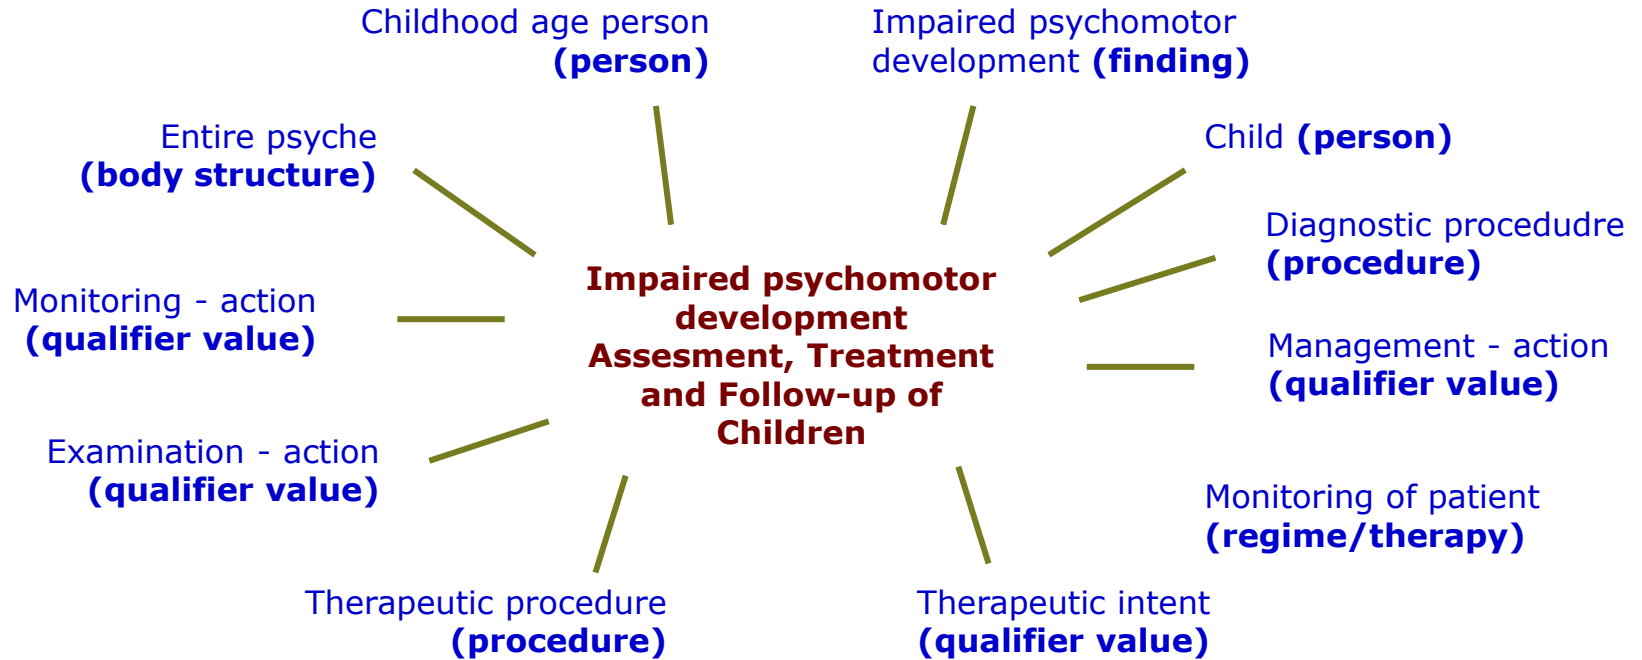 Childhood age person
(person)
Impaired psychomotor
development (finding)
Entire psyche
(body structure)
Child (person)
Diagnostic procedudre
(procedure)
Monitoring - action
(qualifier value)
Impaired psychomotor
development
Assesment, Treatment
and Follow-up of
Children
Management - action
(qualifier value)
Examination - action
(qualifier value)
Monitoring of patient
(regime/therapy)
Therapeutic procedure
(procedure)
Therapeutic intent
(qualifier value)